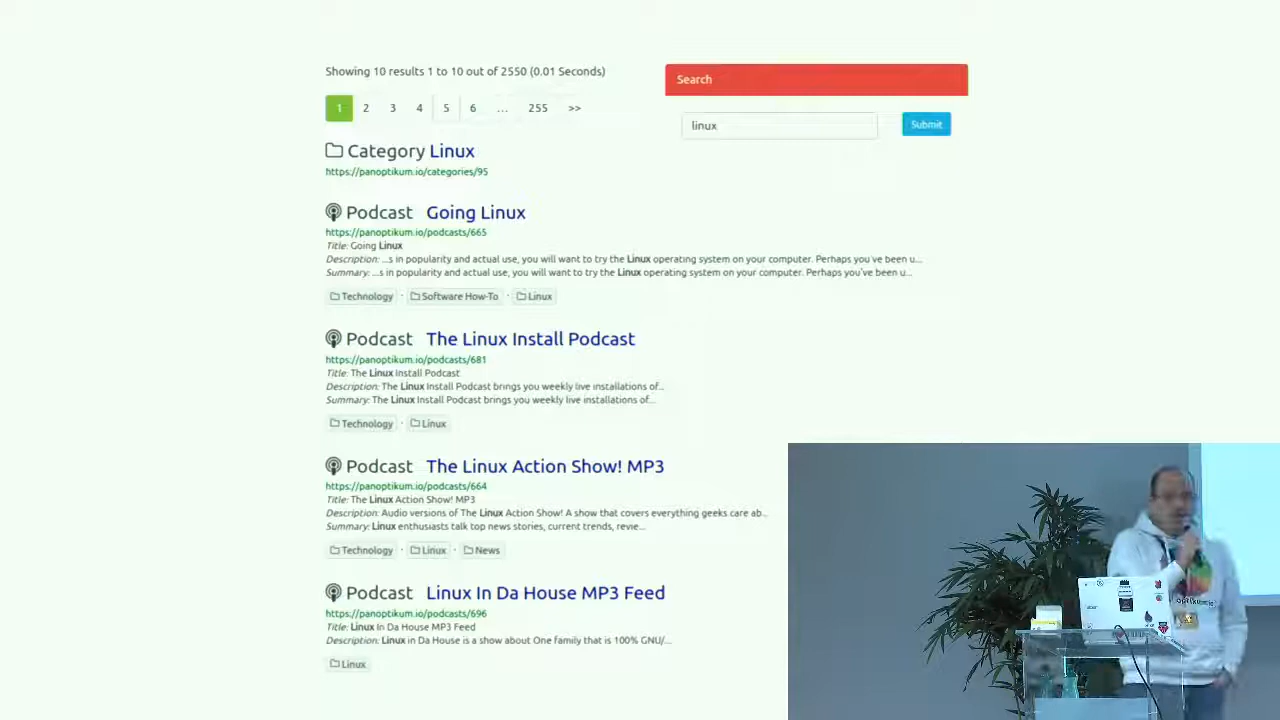 Showing 10 results 1 to 10 out of 2550 (0.01 Seconds)
1 2 3 4 5 6 ... 255 >>
Search
linux
Submit
Category Linux
https://panoptikum.io/categories/95
Podcast Going Linux
https://panoptikum.io/podcasts/665
Title: Going Linux
Description: ...s in popularity and actual use, you will want to try the Linux operating system on your computer. Perhaps you've been u...
Summary: ...s in popularity and actual use, you will want to try the Linux operating system on your computer. Perhaps you've been u...
Technology · Software How-To · Linux
Podcast The Linux Install Podcast
https://panoptikum.io/podcasts/681
Title: The Linux Install Podcast
Description: The Linux Install Podcast brings you weekly live installations of...
Summary: The Linux Install Podcast brings you weekly live installations of...
Technology · Linux
Podcast The Linux Action Show! MP3
https://panoptikum.io/podcasts/664
Title: The Linux Action Show! MP3
Description: Audio versions of The Linux Action Show! A show that covers everything geeks care ab...
Summary: Linux enthusiasts talk top news stories, current trends, revie...
Technology · Linux · News
Podcast Linux In Da House MP3 Feed
https://panoptikum.io/podcasts/696
Title: Linux In Da House MP3 Feed
Description: Linux in Da House is a show about One family that is 100% GNU/...
Linux